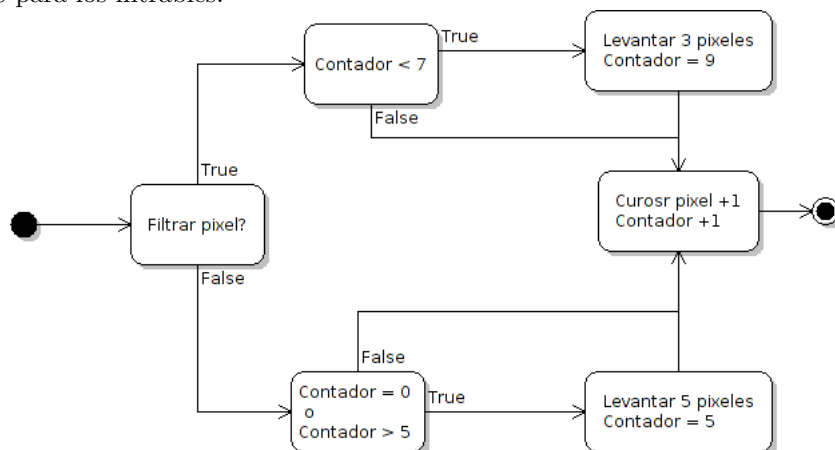 para los filtrables.
Contador < 7
True
Levantar 3 pixeles
Contador = 9
False
True
Filtrar pixel?
Curosr pixel +1
Contador +1
False
False
Contador = 0
o
Contador > 5
True
Levantar 5 pixeles
Contador = 5